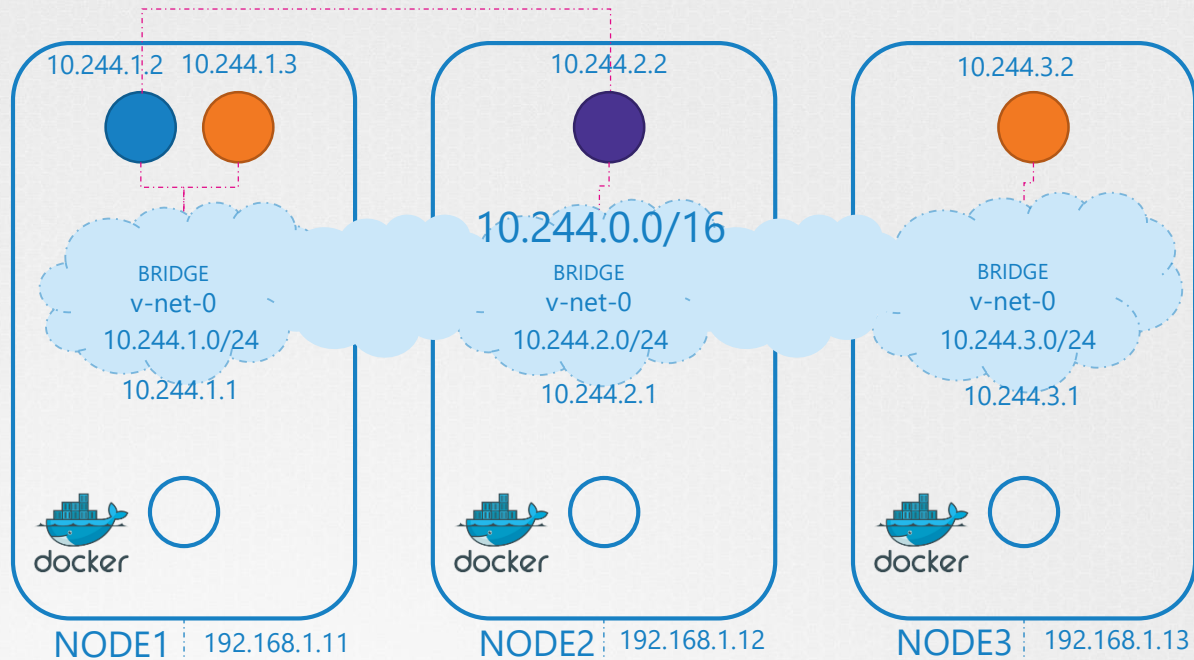 10.244.1.2 10.244.1.3
10.244.2.2
10.244.3.2
10.244.0.0/16
BRIDGE
v-net-0
10.244.1.0/24
10.244.1.1
BRIDGE
v-net-0
10.244.2.0/24
10.244.2.1
BRIDGE
v-net-0
10.244.3.0/24
10.244.3.1
docker
docker
docker
NODE1 192.168.1.11
NODE2 192.168.1.12
NODE3 192.168.1.13